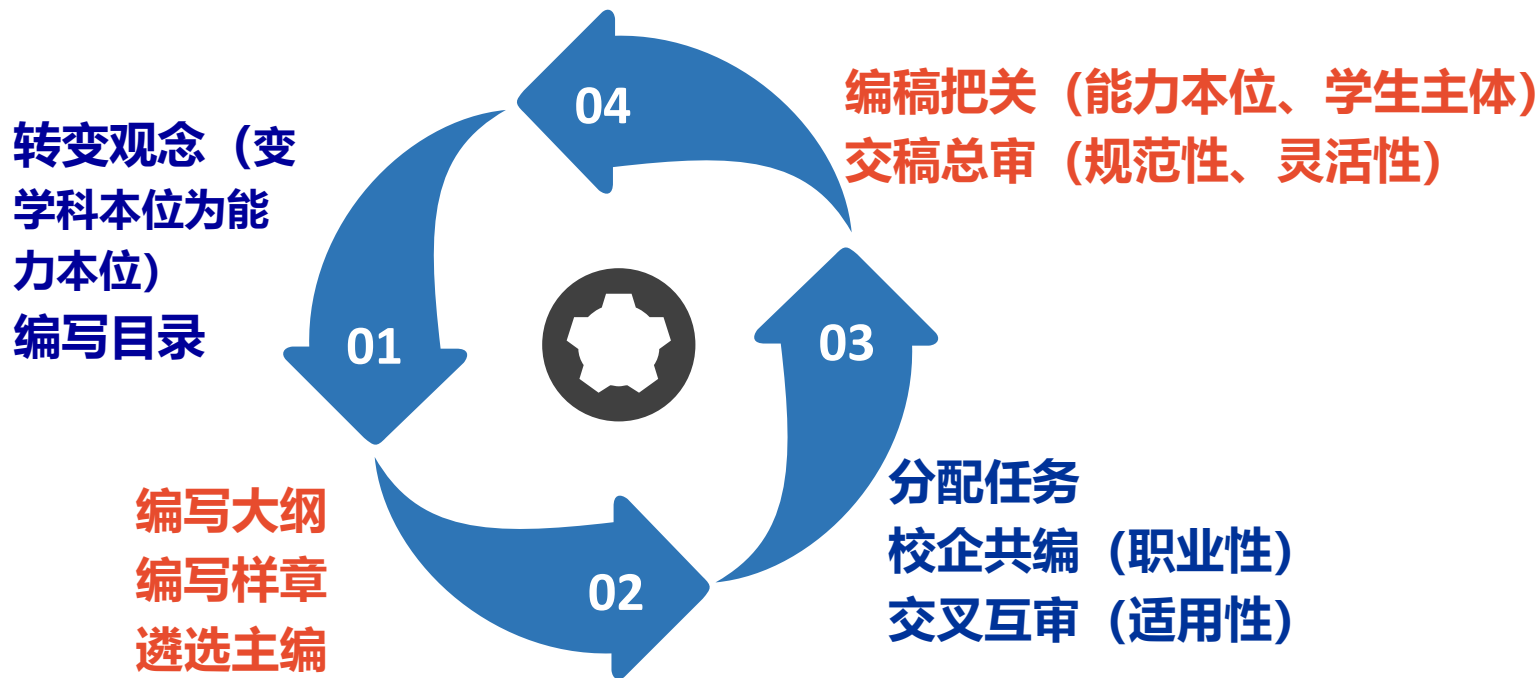 01
转变观念（变
学科本位为能
力本位）
编写目录
02
编写大纲
编写样章
遴选主编
03
分配任务
校企共编（职业性）
交叉互审（适用性）
04
编稿把关（能力本位、学生主体）
交稿总审（规范性、灵活性）